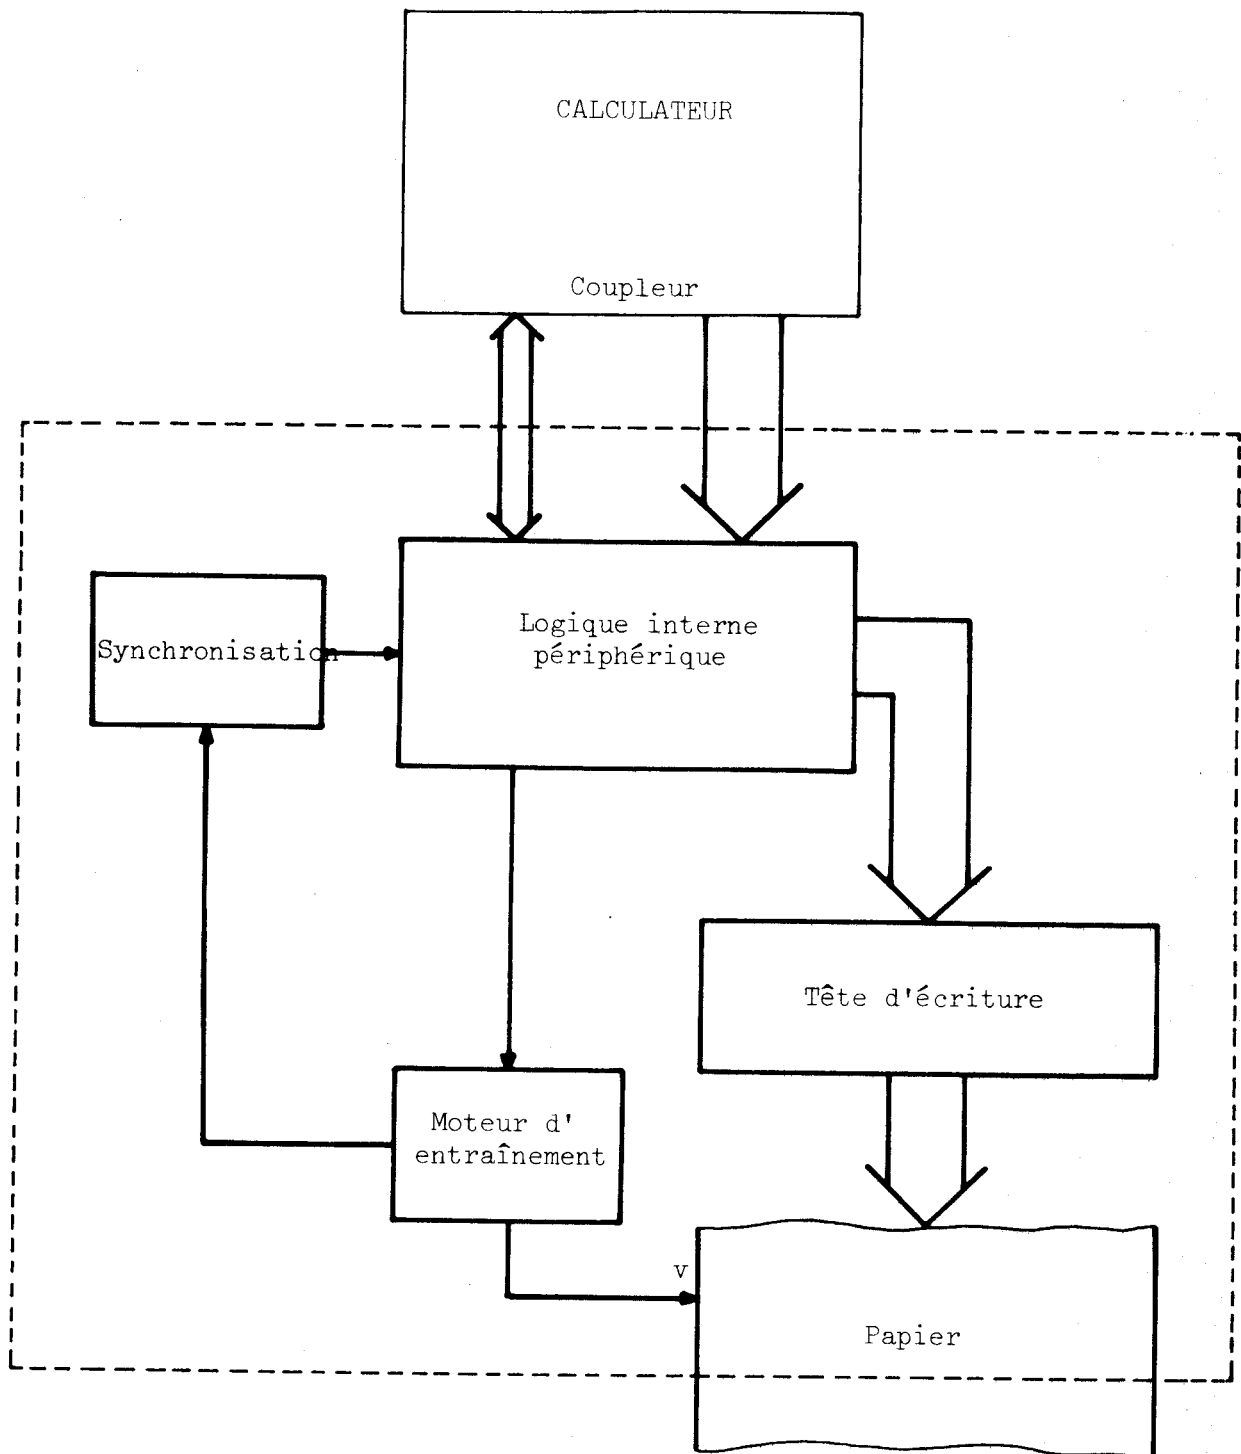 CALCULATEUR
Coupleur
Logique interne
périphérique
Synchronisation
Tête d'écriture
Moteur d'
entraînement
v
Papier